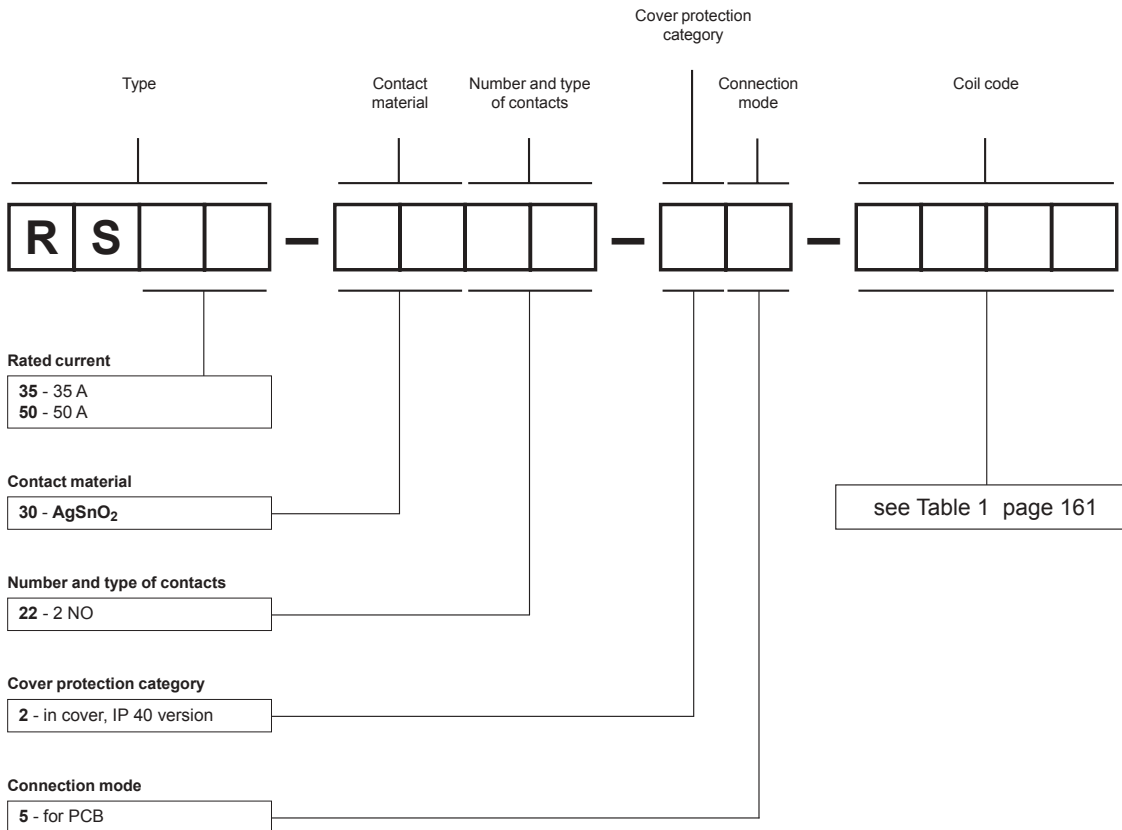 Cover protection
category
Type
Contact
material
Number and type
of contacts
Connection
mode
Coil code
R S – – –
Rated current
35 - 35 A
50 - 50 A
Contact material
30 - AgSnO₂
see Table 1 page 161
Number and type of contacts
22 - 2 NO
Cover protection category
2 - in cover, IP 40 version
Connection mode
5 - for PCB